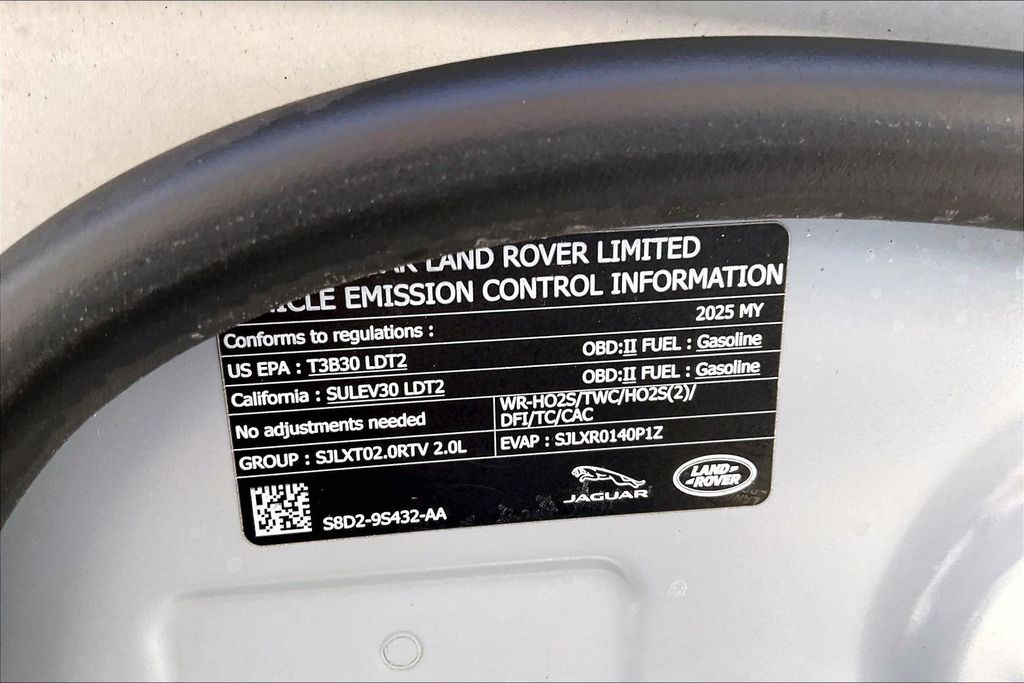 LAND ROVER LIMITED
EMISSION CONTROL INFORMATION
2025 MY
Conforms to regulations :
US EPA : T3B30 LDT2 OBD:II FUEL : Gasoline
California : SULEV30 LDT2 OBD:II FUEL : Gasoline
No adjustments needed
WR-HO2S/TWC/HO2S(2)/
DFI/TC/CAC
GROUP : SJLXT02.0RTV 2.0L
EVAP : SJLXR0140P1Z
S8D2-9S432-AA
JAGUAR
LAND
ROVER